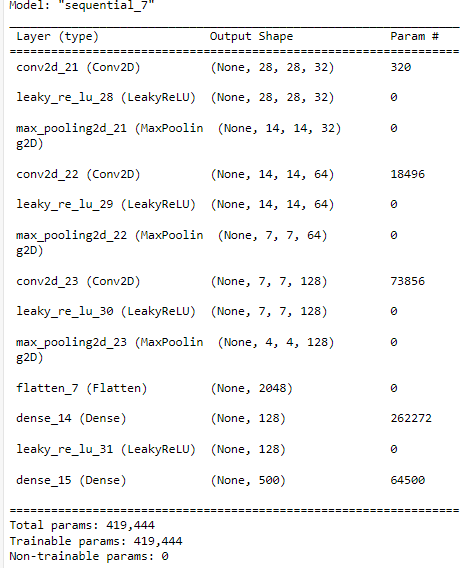 Model: "sequential_7"
Layer (type) Output Shape Param #
conv2d_21 (Conv2D) (None, 28, 28, 32) 320
leaky_re_lu_28 (LeakyReLU) (None, 28, 28, 32) 0
max_pooling2d_21 (MaxPoolin (None, 14, 14, 32) 0
g2D)
conv2d_22 (Conv2D) (None, 14, 14, 64) 18496
leaky_re_lu_29 (LeakyReLU) (None, 14, 14, 64) 0
max_pooling2d_22 (MaxPoolin (None, 7, 7, 64) 0
g2D)
conv2d_23 (Conv2D) (None, 7, 7, 128) 73856
leaky_re_lu_30 (LeakyReLU) (None, 7, 7, 128) 0
max_pooling2d_23 (MaxPoolin (None, 4, 4, 128) 0
g2D)
flatten_7 (Flatten) (None, 2048) 0
dense_14 (Dense) (None, 128) 262272
leaky_re_lu_31 (LeakyReLU) (None, 128) 0
dense_15 (Dense) (None, 500) 64500
Total params: 419,444
Trainable params: 419,444
Non-trainable params: 0